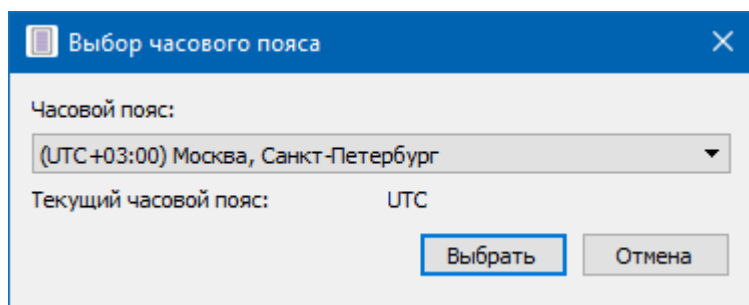 Выбор часового пояса
Часовой пояс:
(UTC+03:00) Москва, Санкт-Петербург
Текущий часовой пояс: UTC
Выбрать Отмена